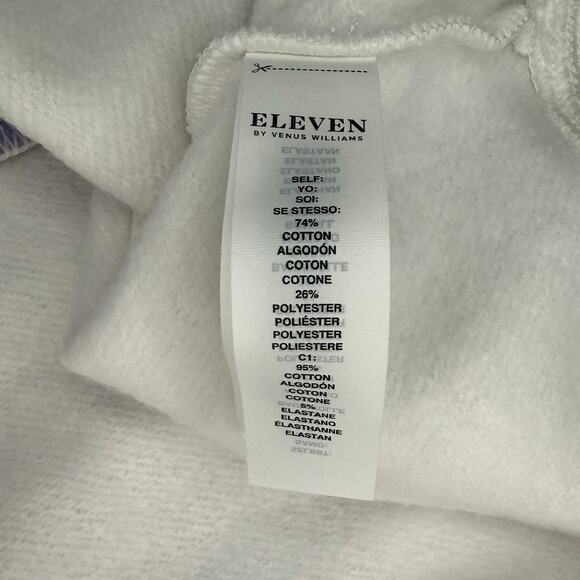 ELEVEN
BY VENUS WILLIAMS
SELF:
YO:
SOI:
SE STESSO:
74%
COTTON
ALGODÓN
COTON
COTONE
26%
POLYESTER
POLIÉSTER
POLYESTER
POLIESTERE
C1:
95%
COTTON
ALGODÓN
COTON
COTONE
5%
ELASTANE
ELASTANO
ÉLASTHANNE
ELASTAN